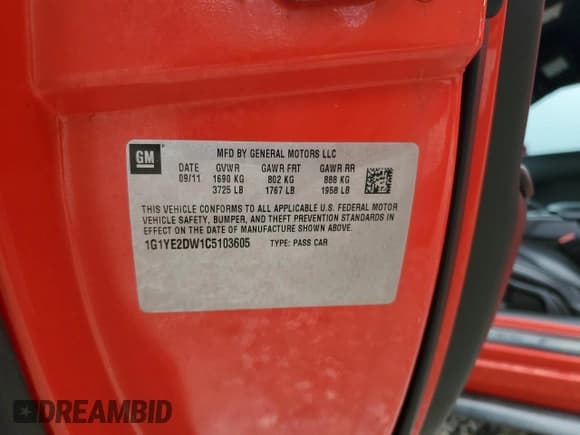 GM
MFD BY GENERAL MOTORS LLC
DATE GVWR GAWR FRT GAWR RR
09/11 1690 KG 802 KG 888 KG
3725 LB 1767 LB 1958 LB
THIS VEHICLE CONFORMS TO ALL APPLICABLE U.S. FEDERAL MOTOR
VEHICLE SAFETY, BUMPER, AND THEFT PREVENTION STANDARDS IN
EFFECT ON THE DATE OF MANUFACTURE SHOWN ABOVE.
1G1YE2DW1C5103605 TYPE: PASS CAR
DREAMBID